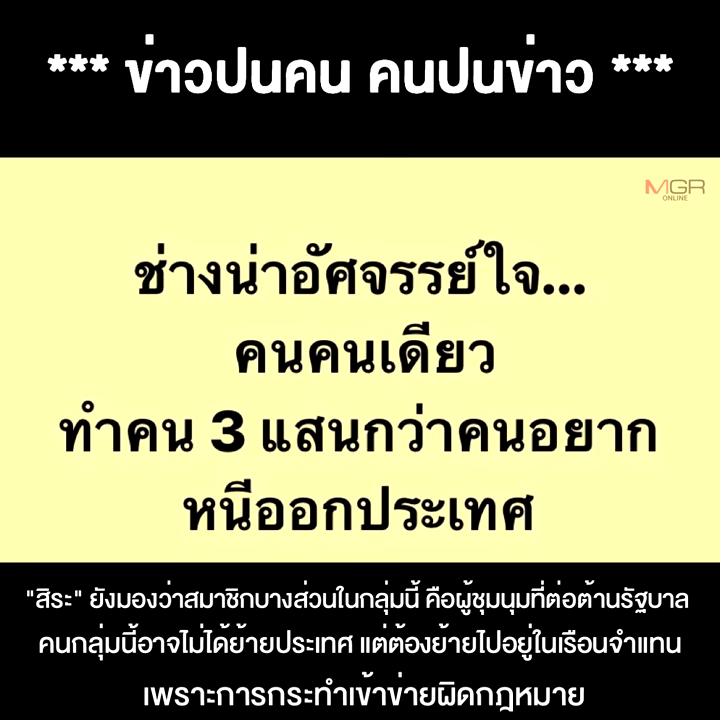 *** ข่าวปนคน คนปนข่าว ***
MGR
ONLINE
ช่างน่าอัศจรรย์ใจ...
คนคนเดียว
ทำคน 3 แสนกว่าคนอยาก
หนีออกประเทศ
"สิระ" ยังมองว่าสมาชิกบางส่วนในกลุ่มนี้ คือผู้ชุมนุมที่ต่อต้านรัฐบาล
คนกลุ่มนี้อาจไม่ได้ย้ายประเทศ แต่ต้องย้ายไปอยู่ในเรือนจำแทน
เพราะการกระทำเข้าข่ายผิดกฎหมาย